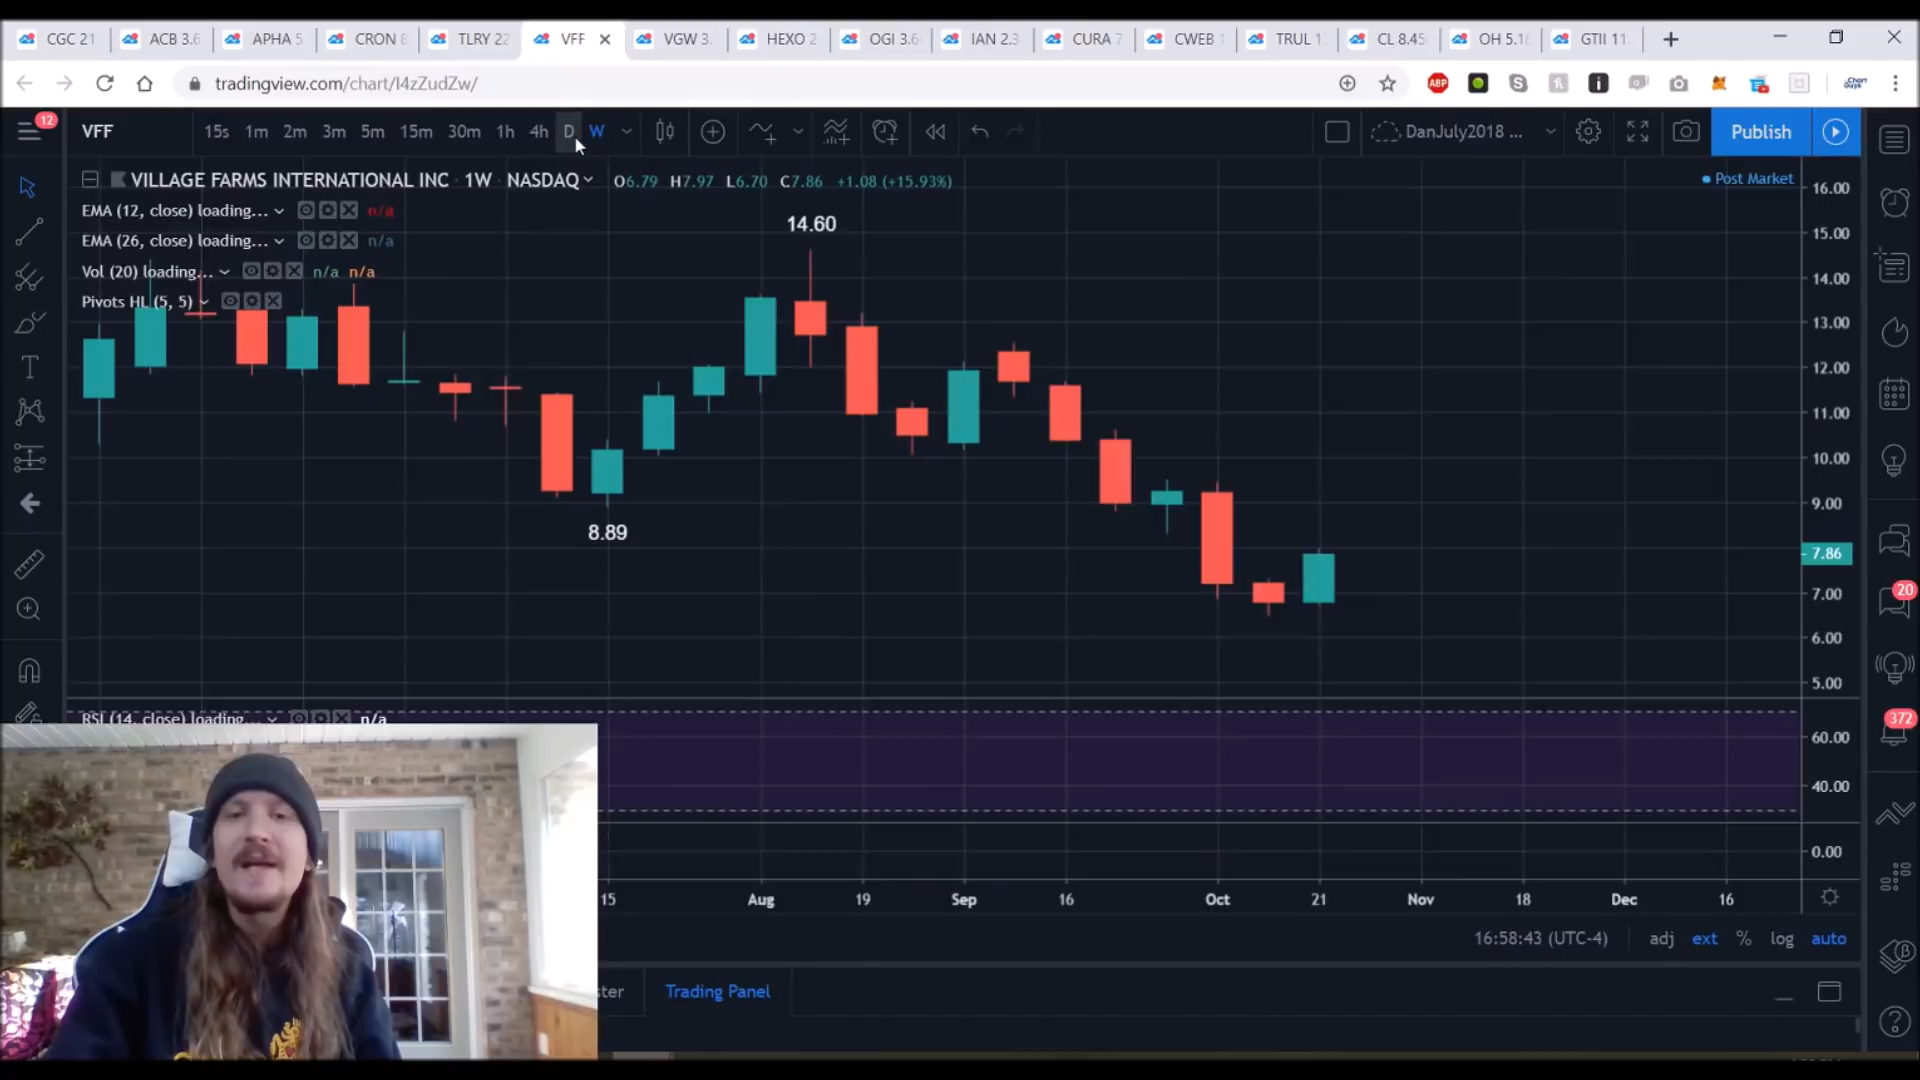 CGC 21 ACB 3.6 APHA 5 CRON 8 TLRY 22 VFF VGW 3. HEXO 2 OGI 3.6 IAN 2.3 CURA 7 CWEB 1 TRUL 1 CL 8.45 OH 5.18 GTII 11.
tradingview.com/chart/I4zZudZw/ ABP
12 VFF 15s 1m 2m 3m 5m 15m 30m 1h 4h D W DanJuly2018 ... Publish
VILLAGE FARMS INTERNATIONAL INC · 1W · NASDAQ O6.79 H7.97 L6.70 C7.86 +1.08 (+15.93%) Post Market
EMA (12, close) loading... n/a
EMA (26, close) loading... n/a
Vol (20) loading... n/a n/a
Pivots HL (5, 5)
14.60
8.89
16.00
15.00
14.00
13.00
12.00
11.00
10.00
9.00
7.86
7.00
6.00
5.00
20
372
RSI (14, close) loading... n/a
60.00
40.00
0.00
15 Aug 19 Sep 16 Oct 21 Nov 18 Dec 16
16:58:43 (UTC-4) adj ext % log auto
ster Trading Panel